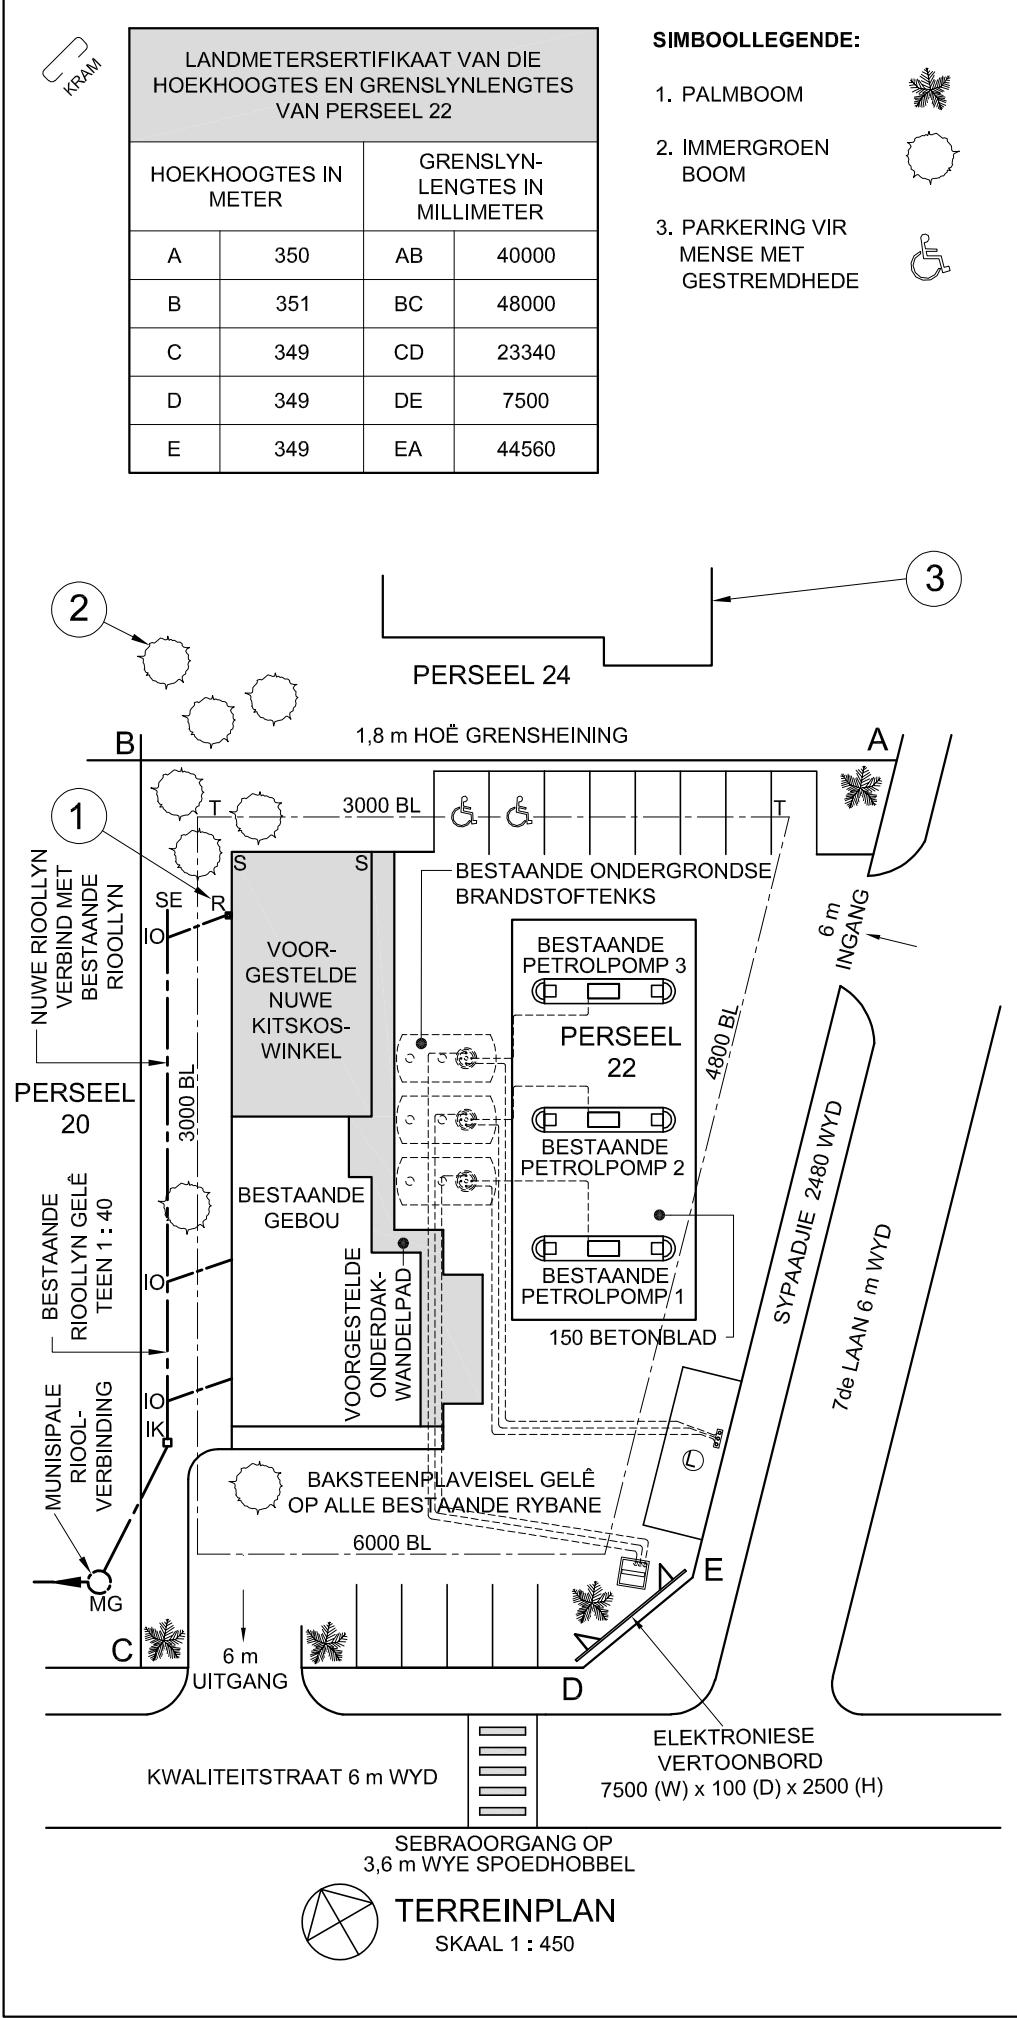 KRAM
LANDMETERSERTIFIKAAT VAN DIE
HOEKHOOGTES EN GRENSLYNLENGTES
VAN PERSEEL 22
HOEKHOOGTES IN
METER
GRENSLYN-
LENGTES IN
MILLIMETER
A 350 AB 40000
B 351 BC 48000
C 349 CD 23340
D 349 DE 7500
E 349 EA 44560
SIMBOOLLEGENDE:
1. PALMBOOM
2. IMMERGROEN
BOOM
3. PARKERING VIR
MENSE MET
GESTREMDHEDE
2
3
PERSEEL 24
1,8 m HOË GRENSHEINING
B
A
1
T
3000 BL
T
S
S
BESTAANDE ONDERGRONDSE
BRANDSTOFTENKS
NUWE RIOOLLYN
VERBIND MET
BESTAANDE
RIOOLLYN
SE
R
IO
6 m
INGANG
VOOR-
GESTELDE
NUWE
KITSKOS-
WINKEL
BESTAANDE
PETROLPOMP 3
PERSEEL
22
4800 BL
PERSEEL
20
3000 BL
BESTAANDE
PETROLPOMP 2
BESTAANDE
GEBOU
BESTAANDE
RIOOLLYN GELÊ
TEEN 1 : 40
IO
VOORGESTELDE
ONDERDAK-
WANDELPAD
BESTAANDE
PETROLPOMP 1
150 BETONBLAD
SYPAADJIE 2480 WYD
7de LAAN 6 m WYD
MUNISIPALE
RIOOL-
VERBINDING
IO
IK
L
BAKSTEENPLAVEISEL GELÊ
OP ALLE BESTAANDE RYBANE
6000 BL
E
MG
C
6 m
UITGANG
D
ELEKTRONIESE
VERTOONBORD
7500 (W) x 100 (D) x 2500 (H)
KWALITEITSTRAAT 6 m WYD
SEBRAOORGANG OP
3,6 m WYE SPOEDHOBBEL
TERREINPLAN
SKAAL 1 : 450